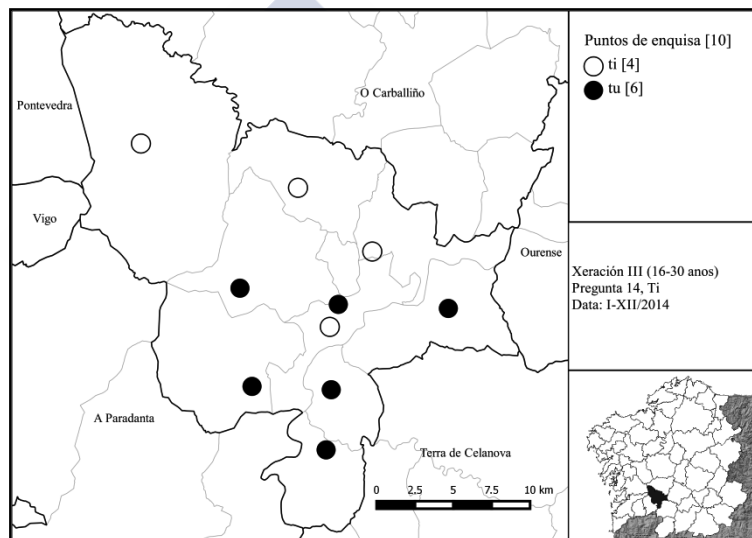 Puntos de enquisa [10]
ti [4]
tu [6]
Pontevedra
O Carballiño
Vigo
Ourense
A Paradanta
Terra de Celanova
0 2,5 5 7.5 10 km
Xeración III (16-30 anos)
Pregunta 14, Ti
Data: I-XII/2014